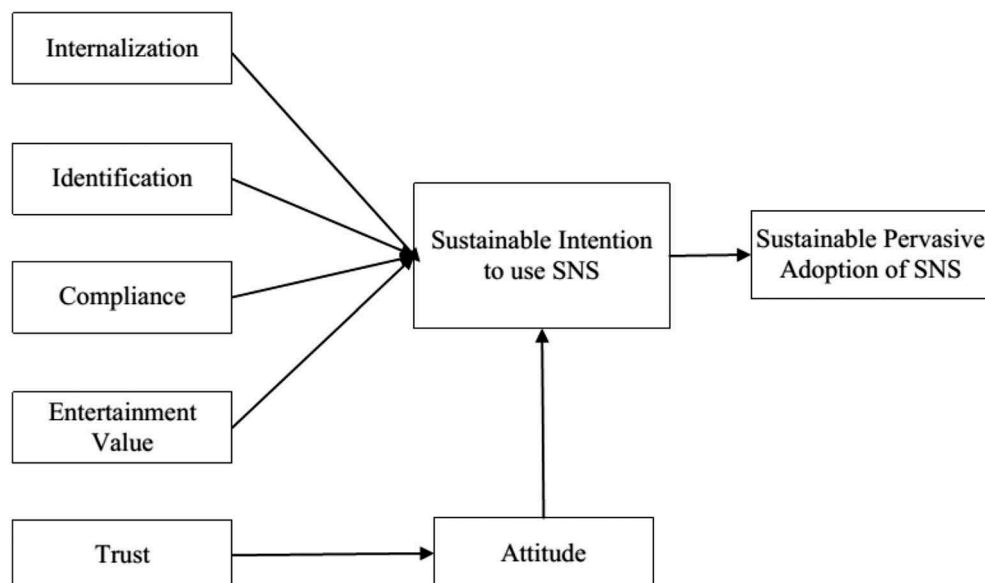 Internalization
Identification
Compliance
Entertainment
Value
Trust
Sustainable Intention
to use SNS
Attitude
Sustainable Pervasive
Adoption of SNS